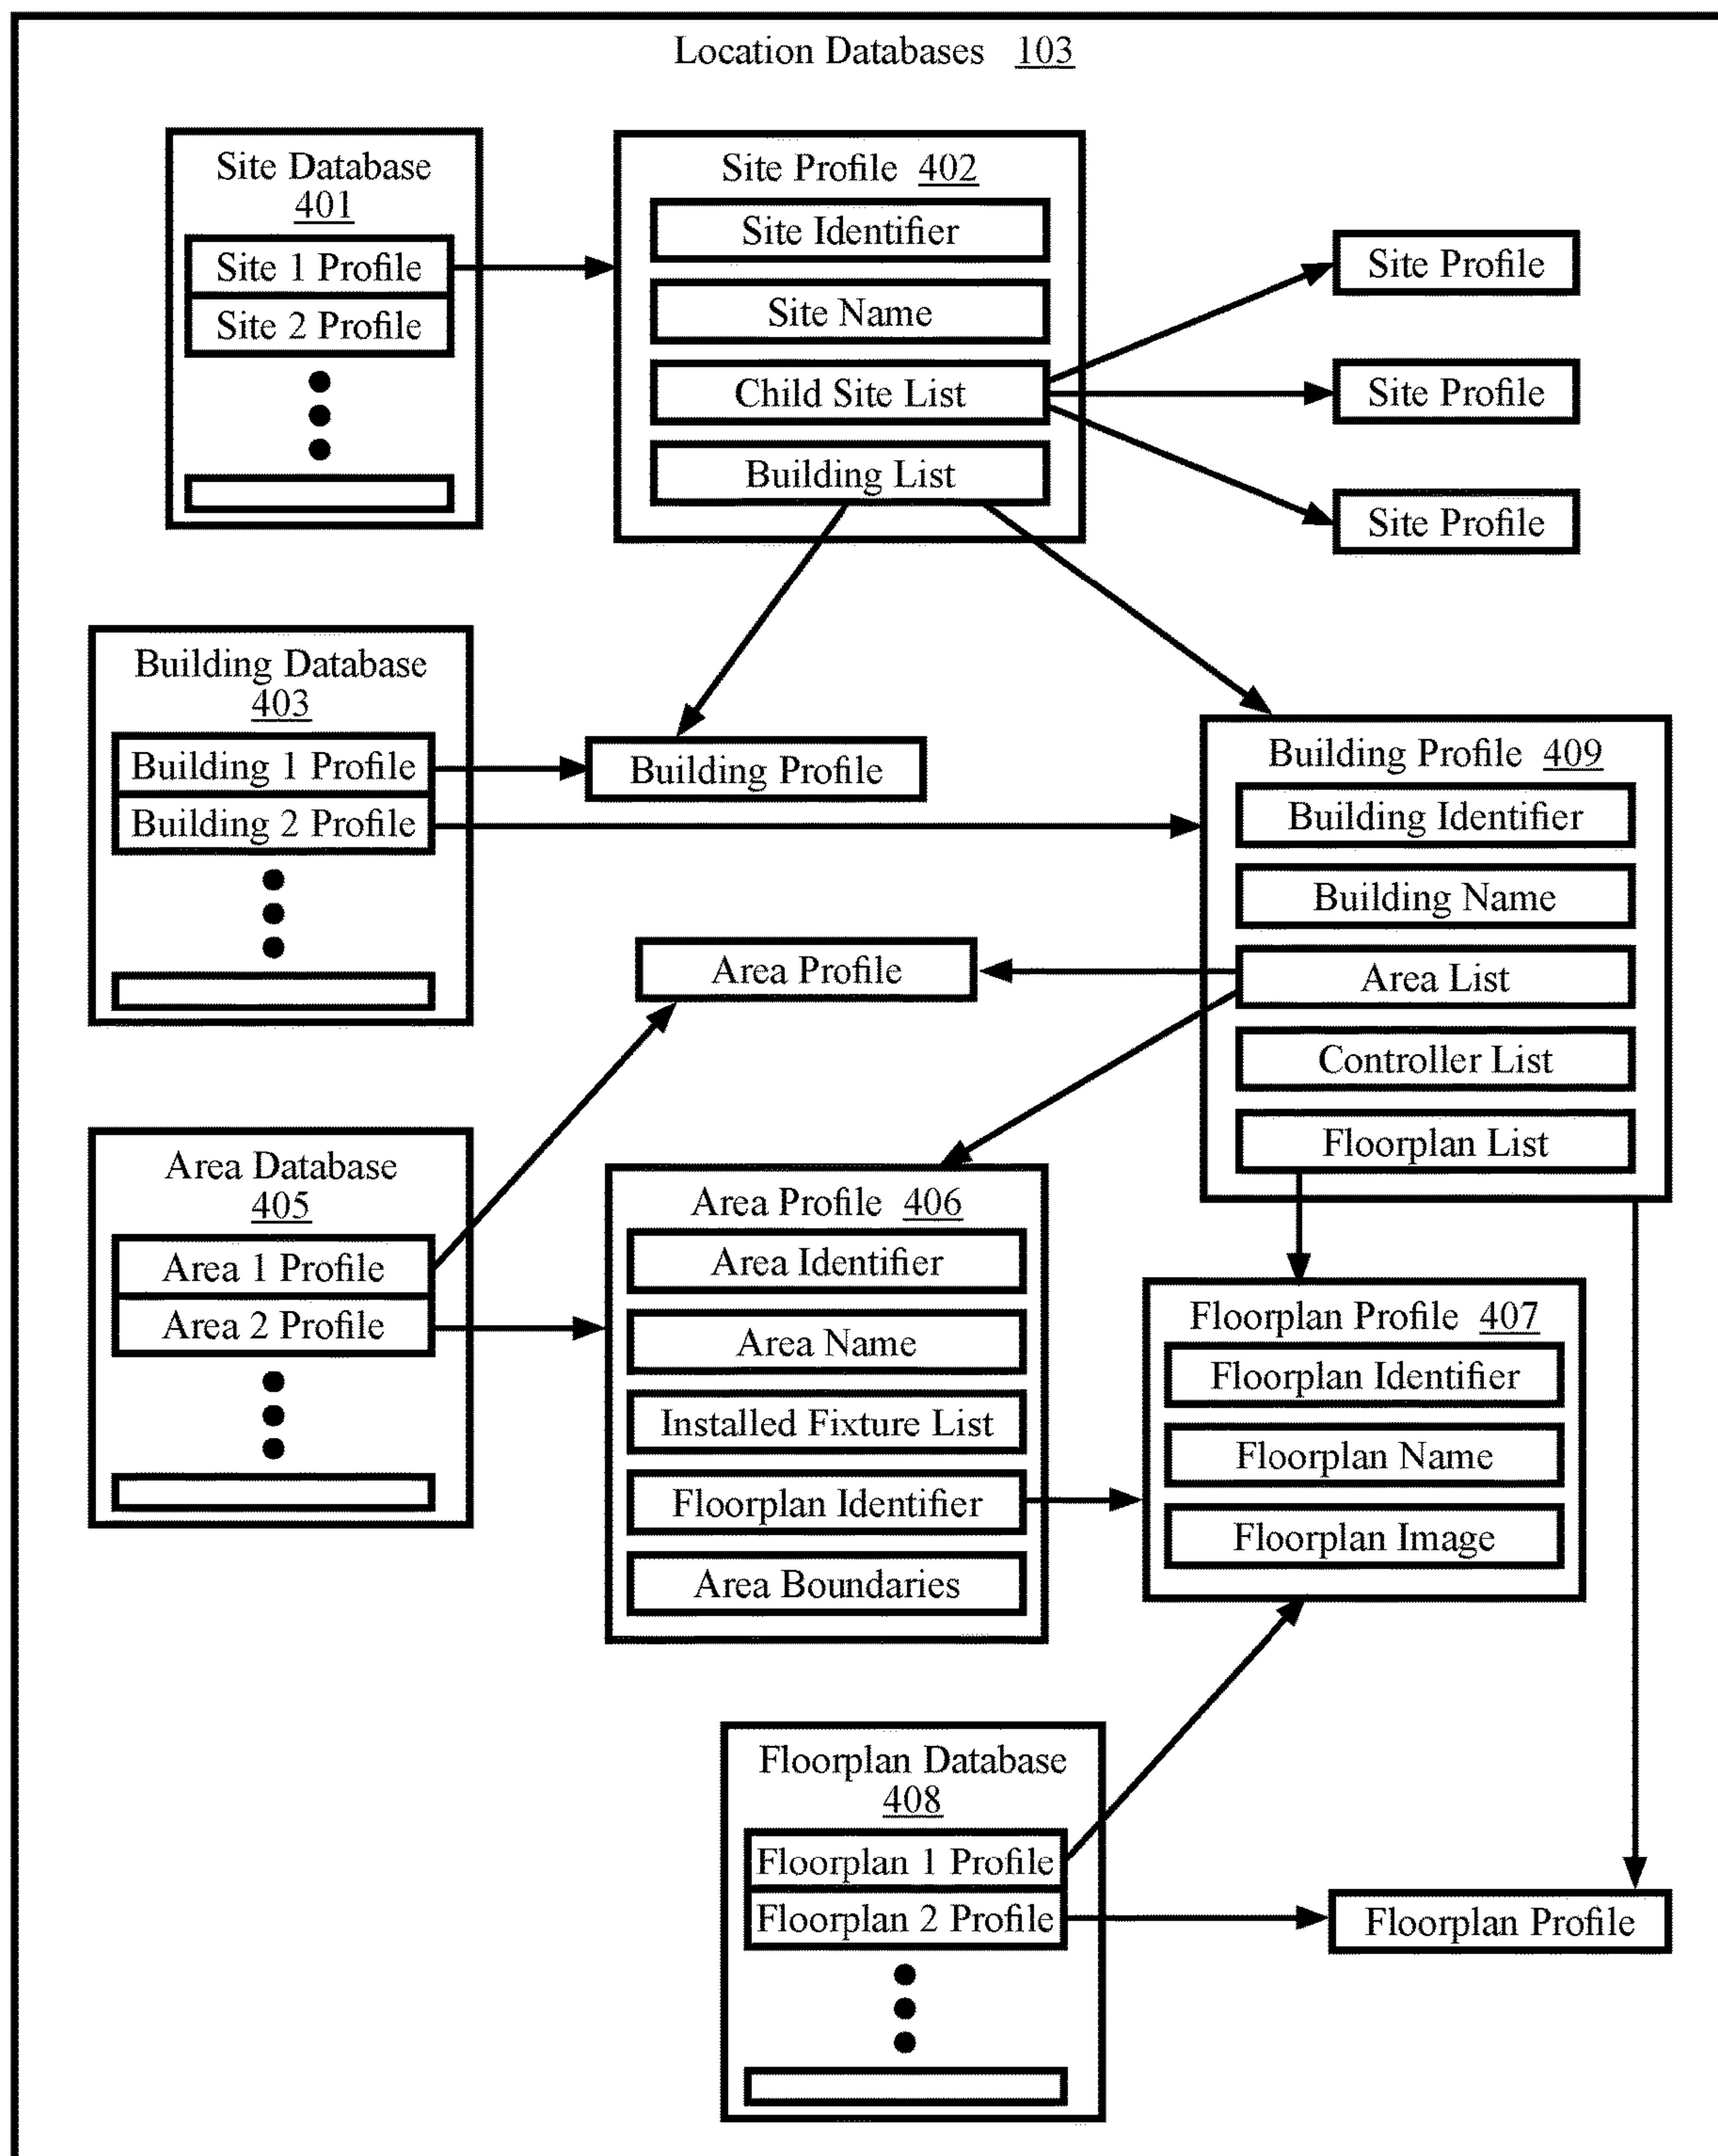 Location Databases 103
Site Database
401
Site 1 Profile
Site 2 Profile
Site Profile 402
Site Identifier
Site Name
Child Site List
Building List
Site Profile
Site Profile
Site Profile
Building Database
403
Building 1 Profile
Building 2 Profile
Building Profile
Building Profile 409
Building Identifier
Building Name
Area List
Controller List
Floorplan List
Area Profile
Area Database
405
Area 1 Profile
Area 2 Profile
Area Profile 406
Area Identifier
Area Name
Installed Fixture List
Floorplan Identifier
Area Boundaries
Floorplan Profile 407
Floorplan Identifier
Floorplan Name
Floorplan Image
Floorplan Database
408
Floorplan 1 Profile
Floorplan 2 Profile
Floorplan Profile